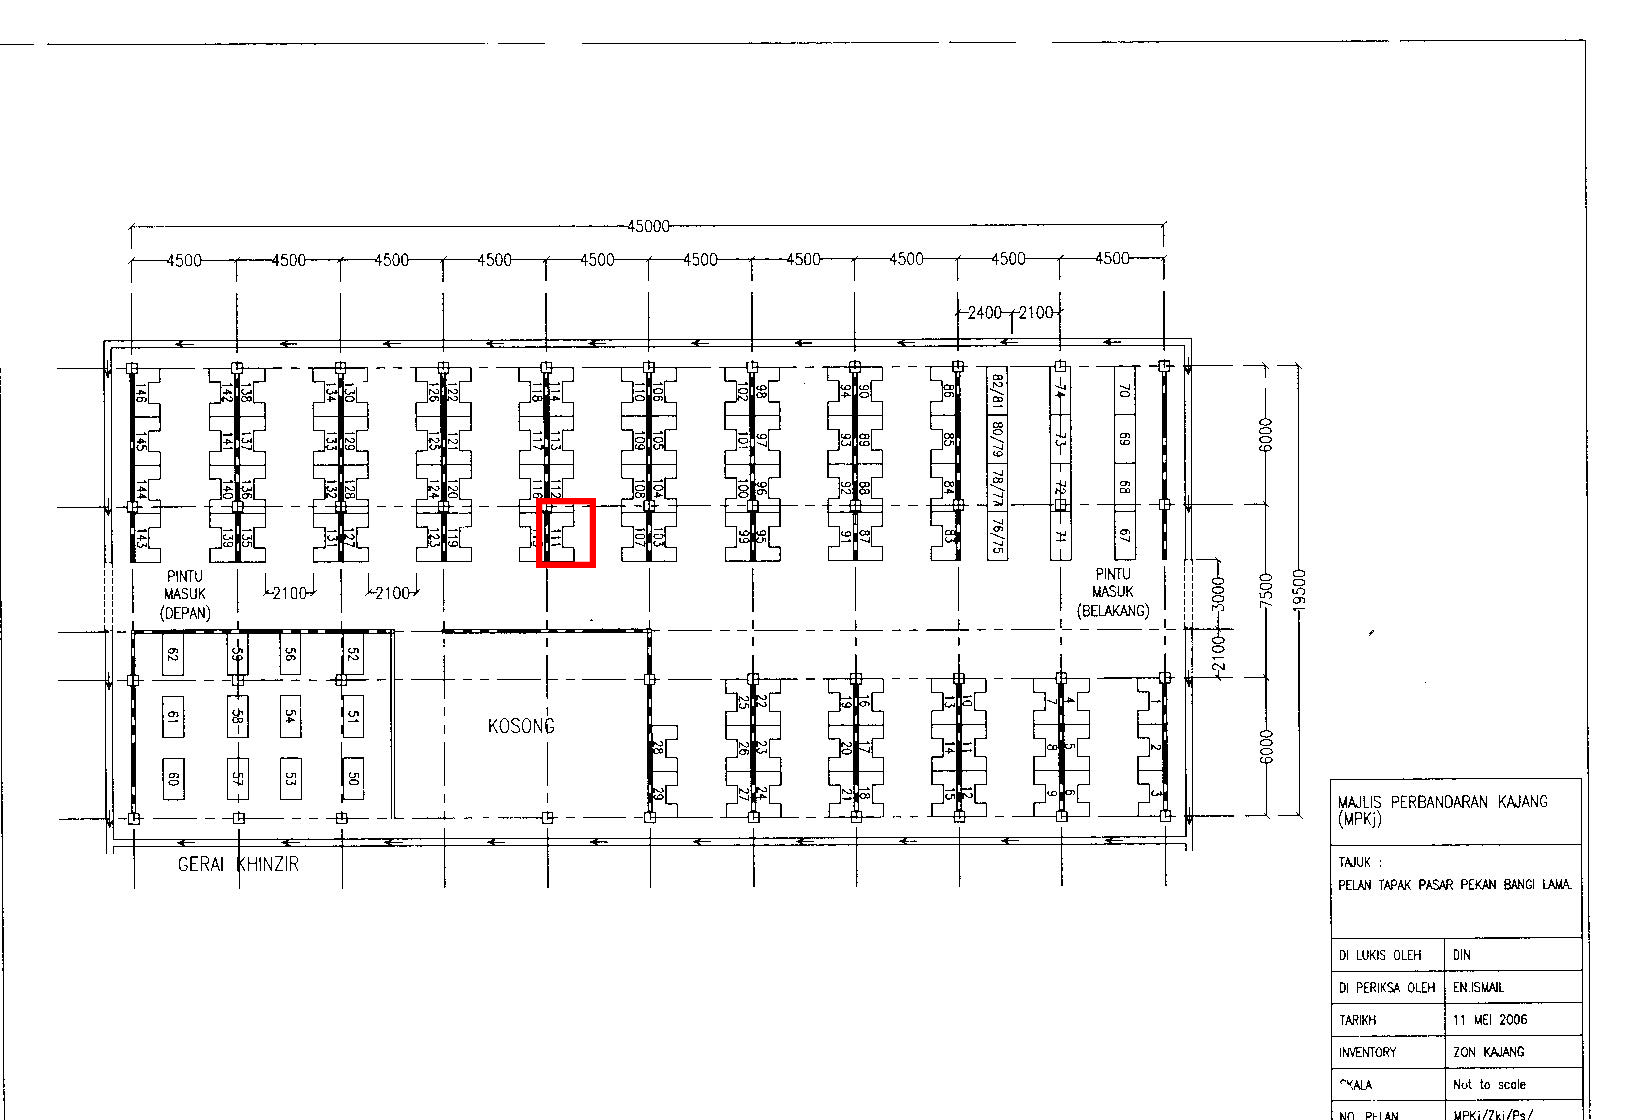 45000
4500 4500 4500 4500 4500 4500 4500 4500 4500 4500
2400 2100
146 142 138 134 130 126 122 118 114 110 106 102 98 94 90 86 82/81 74 70
145 141 137 133 129 125 121 117 113 109 105 101 97 93 89 85 80/79 73 69
144 140 136 132 128 124 120 116 108 104 100 96 92 88 84 78/77 72 68
143 139 135 131 127 123 119 111 107 103 99 95 91 87 83 76/75 71 67
6000
7500
19500
3000
2100
6000
PINTU
MASUK
(DEPAN)
2100 2100
PINTU
MASUK
(BELAKANG)
62 59 56 52
61 58 54 51
60 57 53 50
KOSONG
25 22 19 16 13 10 7 4 1
28 26 23 20 17 14 11 8 5 2
29 27 24 21 18 15 12 9 6 3
GERAI KHINZIR
MAJLIS PERBANDARAN KAJANG
(MPKj)
TAJUK :
PELAN TAPAK PASAR PEKAN BANGI LAMA.
DI LUKIS OLEH DIN
DI PERIKSA OLEH EN.ISMAIL
TARIKH 11 MEI 2006
INVENTORY ZON KAJANG
SKALA Not to scale
NO. PELAN MPKj/Zkj/Ps/